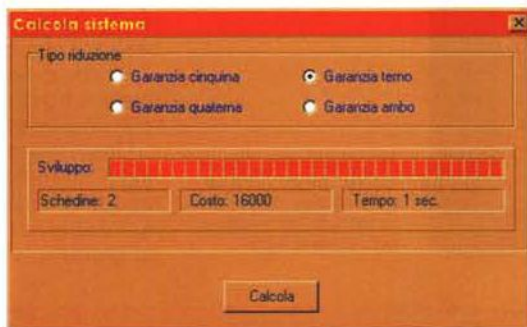 Calcola sistema
Tipo riduzione
Garanzia cinquina
Garanzia terno
Garanzia quaterna
Garanzia ambo
Sviluppo:
Schedine: 2
Costo: 16000
Tempo: 1 sec.
Calcola